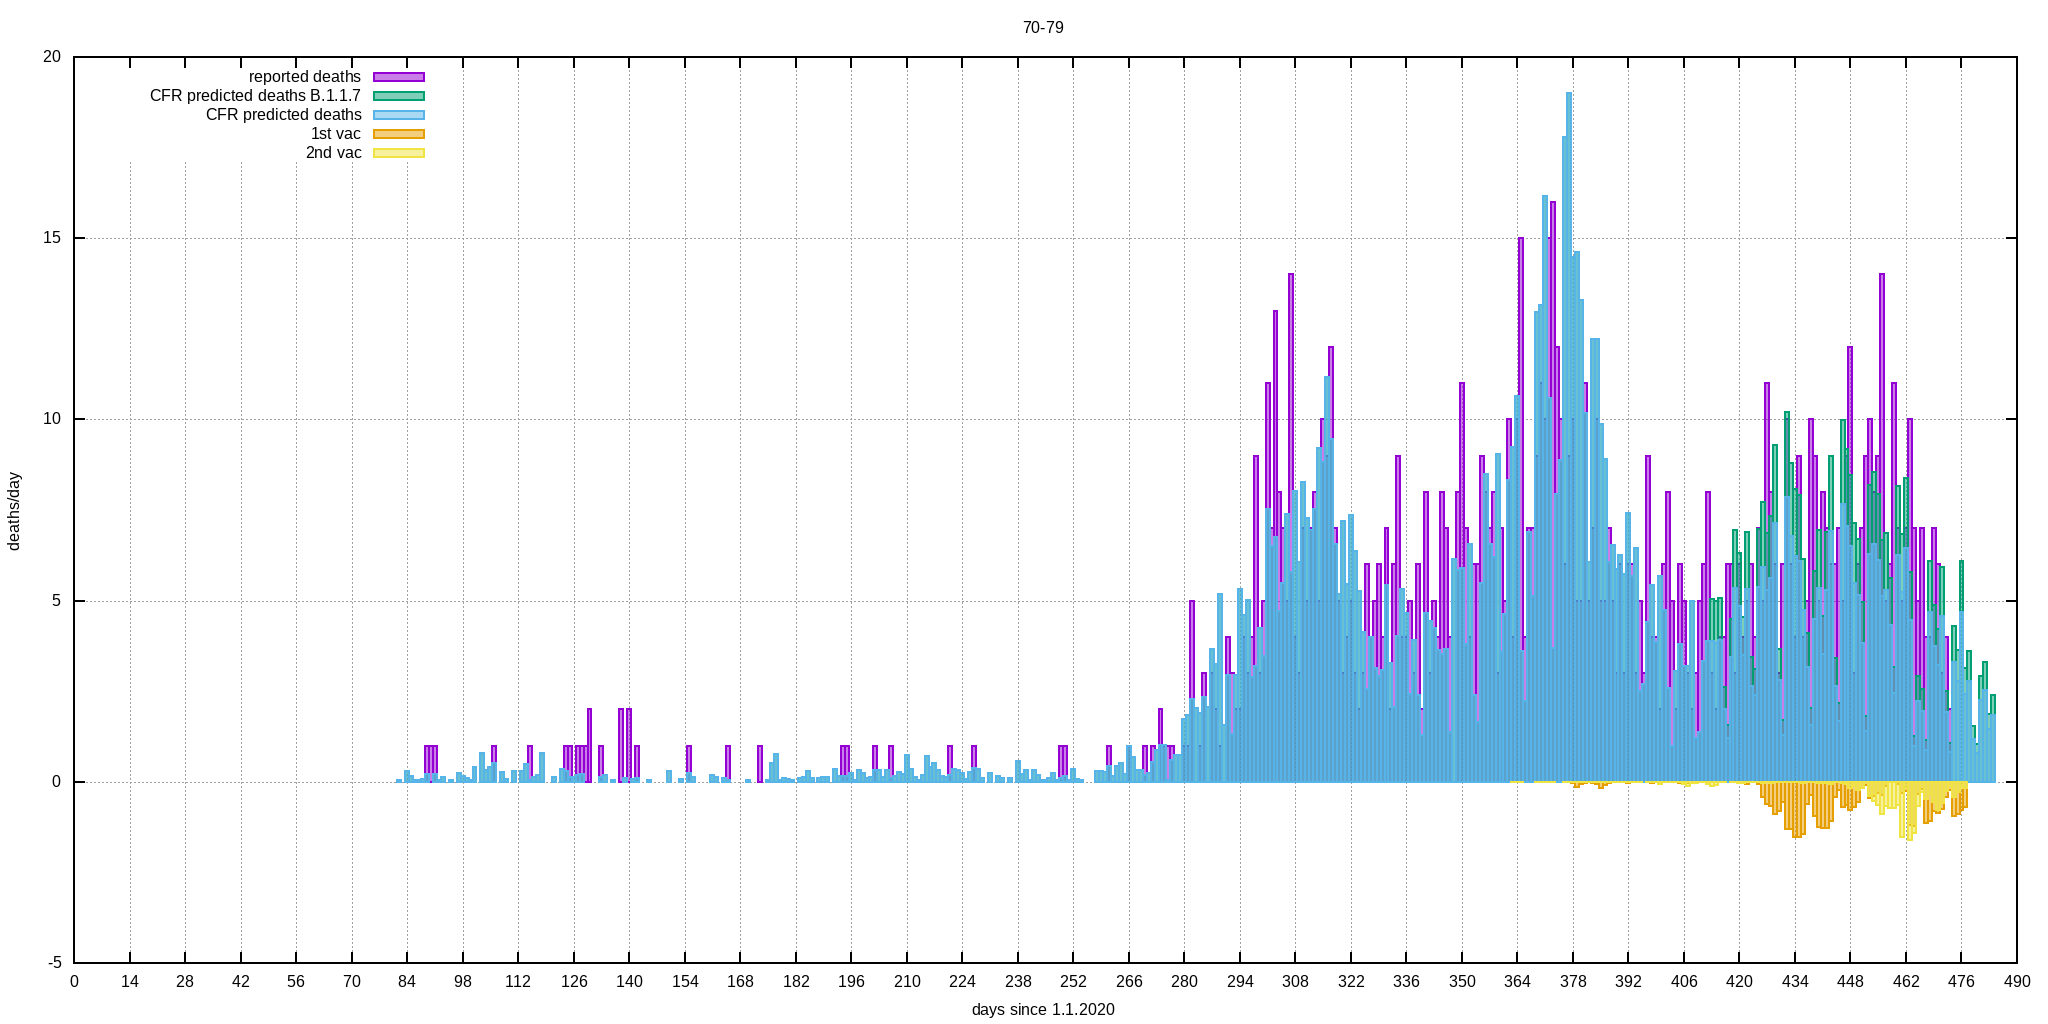 70-79
20
15
10
5
0
-5
deaths/day
reported deaths
CFR predicted deaths B.1.1.7
CFR predicted deaths
1st vac
2nd vac
0 14 28 42 56 70 84 98 112 126 140 154 168 182 196 210 224 238 252 266 280 294 308 322 336 350 364 378 392 406 420 434 448 462 476 490
days since 1.1.2020